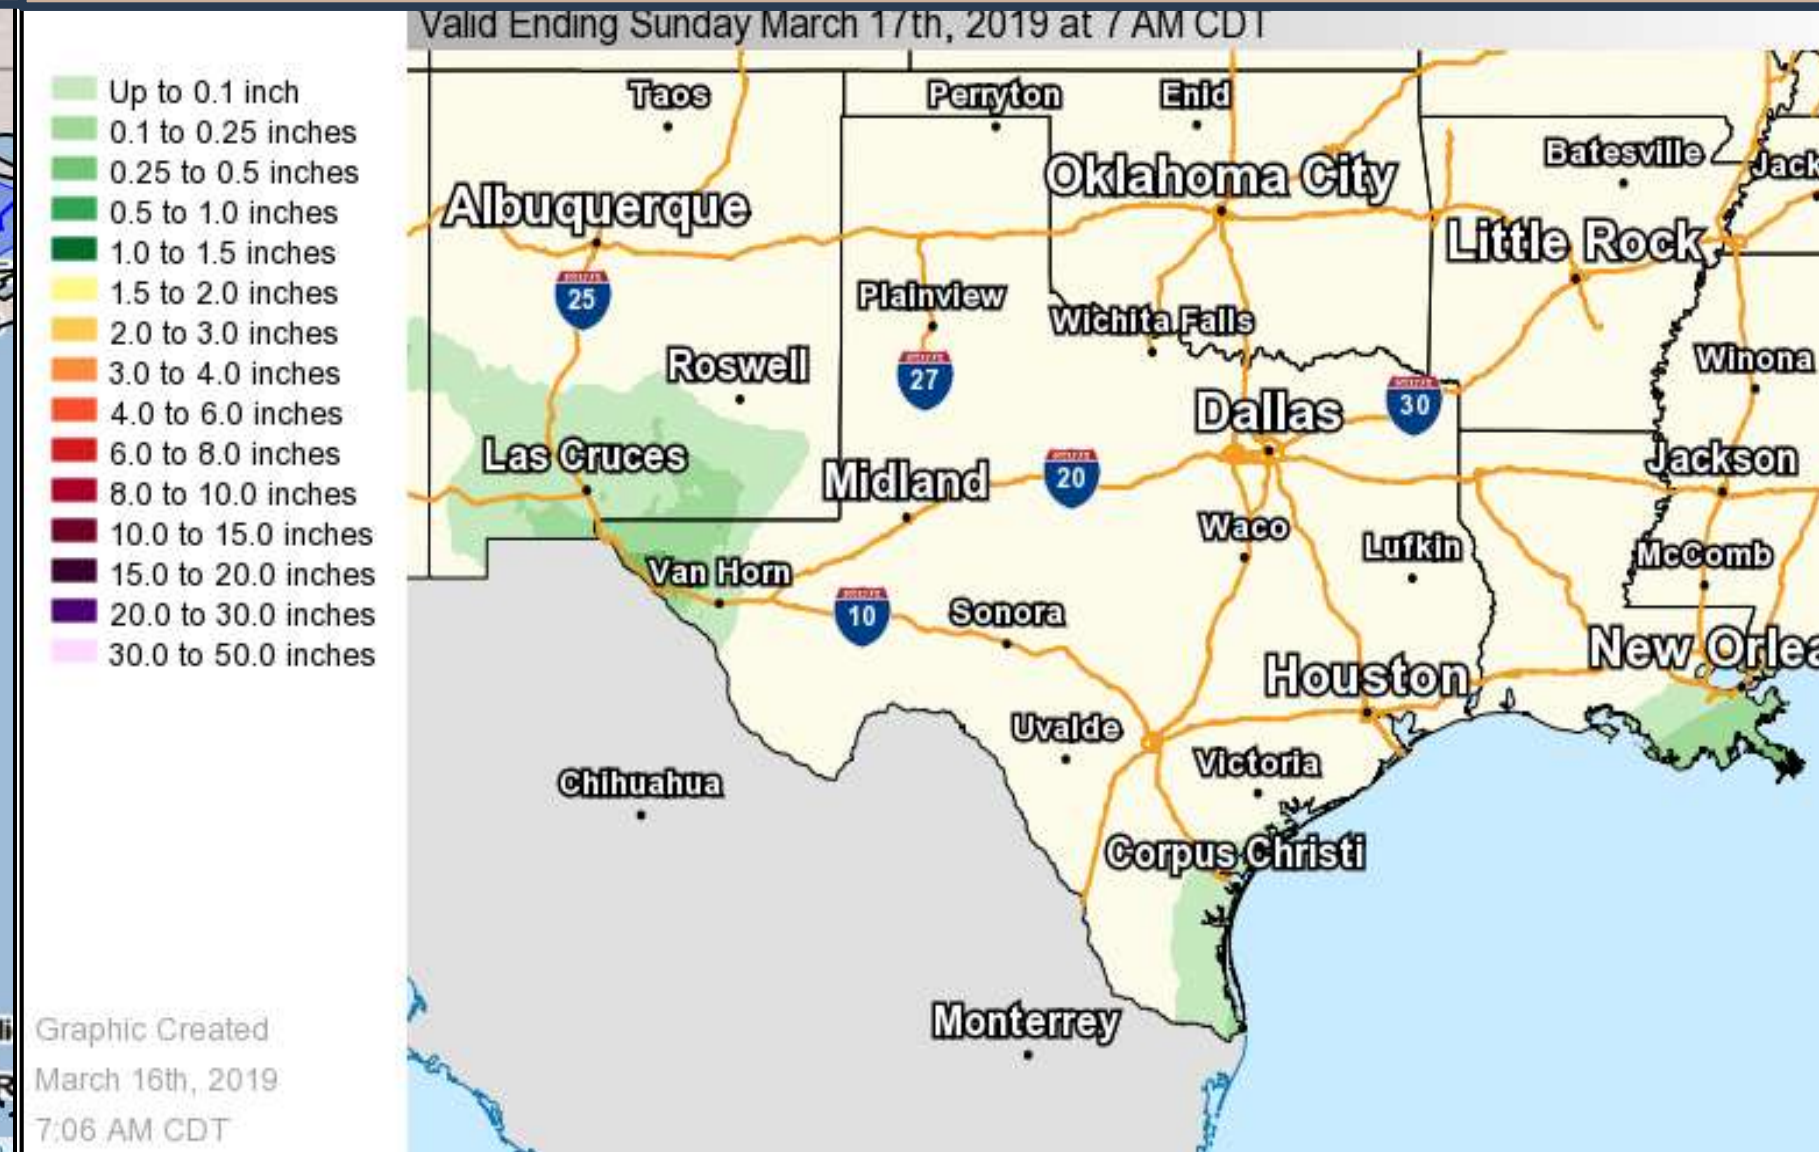 Valid Ending Sunday March 17th, 2019 at 7 AM CDT
Up to 0.1 inch
0.1 to 0.25 inches
0.25 to 0.5 inches
0.5 to 1.0 inches
1.0 to 1.5 inches
1.5 to 2.0 inches
2.0 to 3.0 inches
3.0 to 4.0 inches
4.0 to 6.0 inches
6.0 to 8.0 inches
8.0 to 10.0 inches
10.0 to 15.0 inches
15.0 to 20.0 inches
20.0 to 30.0 inches
30.0 to 50.0 inches
Graphic Created
March 16th, 2019
7:06 AM CDT
Taos
Perryton
Enid
Batesville
Jack
Oklahoma City
Albuquerque
Little Rock
25
Plainview
Wichita Falls
Winona
Roswell
27
30
Dallas
Las Cruces
Midland
20
Jackson
Waco
Lufkin
McComb
Van Horn
10
Sonora
New Orlea
Houston
Uvalde
Victoria
Chihuahua
Corpus Christi
Monterrey